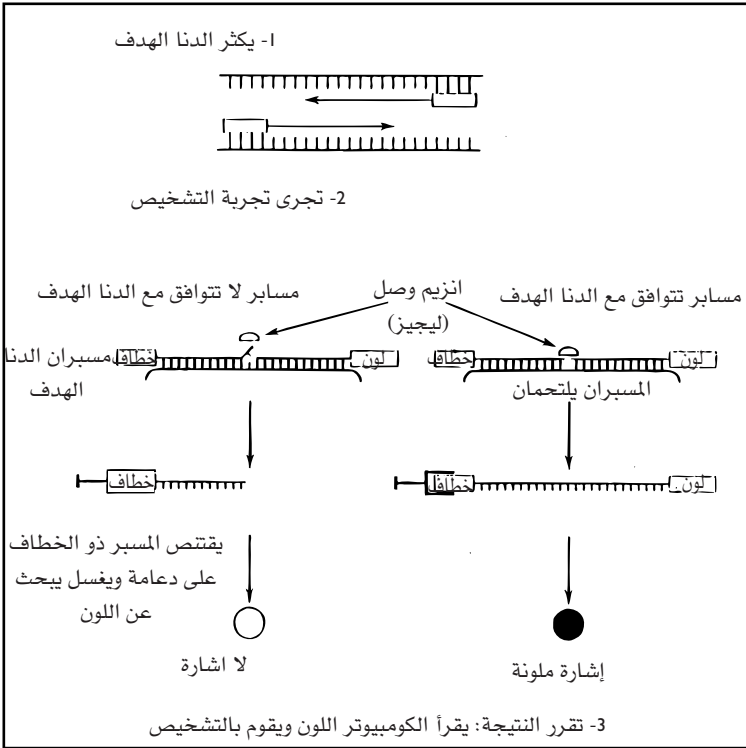 1- يكثر الدنا الهدف
2- تجرى تجربة التشخيص
مسابر تتوافق مع الدنا الهدف
انزيم وصل
(ليجيز)
مسابر لا تتوافق مع الدنا الهدف
لون
خطاف
لون
خطاف
مسبران الدنا
الهدف
المسبران يلتحمان
لون
خطاف
خطاف
يقتنص المسبر ذو الخطاف
على دعامة ويغسل يبحث
عن اللون
إشارة ملونة
لا اشارة
3- تقرر النتيجة: يقرأ الكومبيوتر اللون ويقوم بالتشخيص